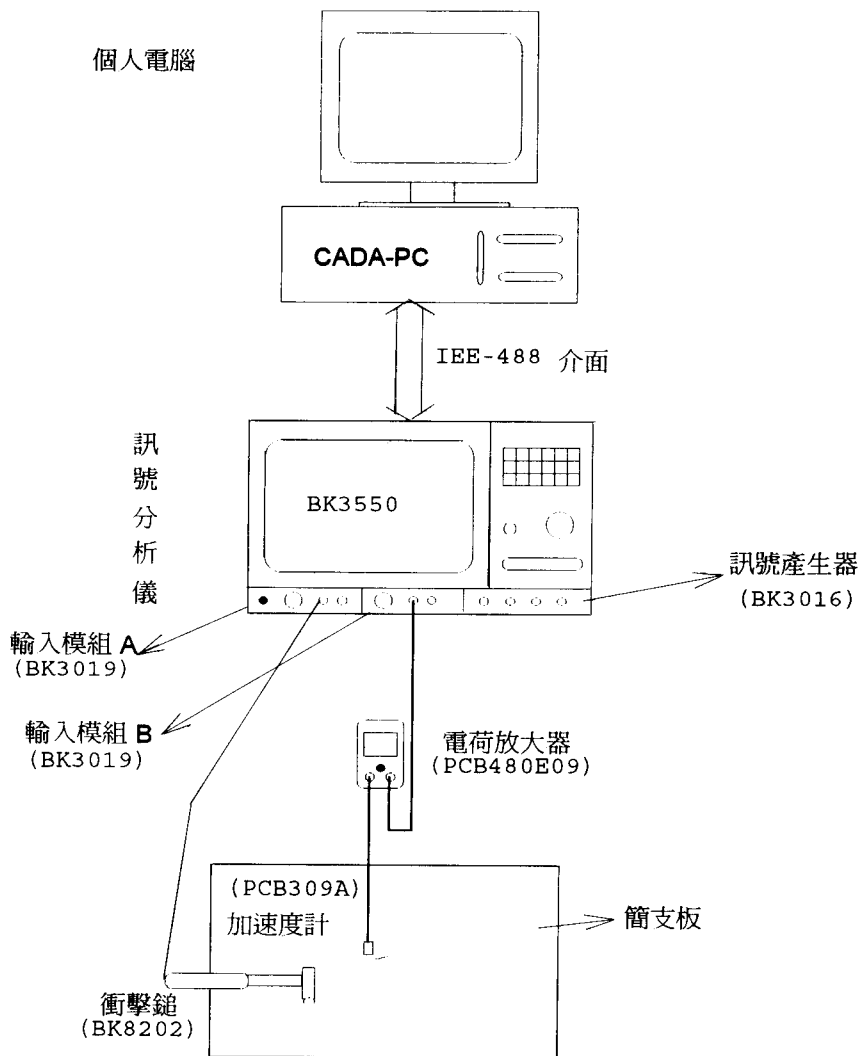 個人電腦
CADA-PC
IEE-488 介面
訊號分析儀
BK3550
訊號產生器
(BK3016)
輸入模組 A
(BK3019)
輸入模組 B
(BK3019)
電荷放大器
(PCB480E09)
(PCB309A)
加速度計
簡支板
衝擊鎚
(BK8202)